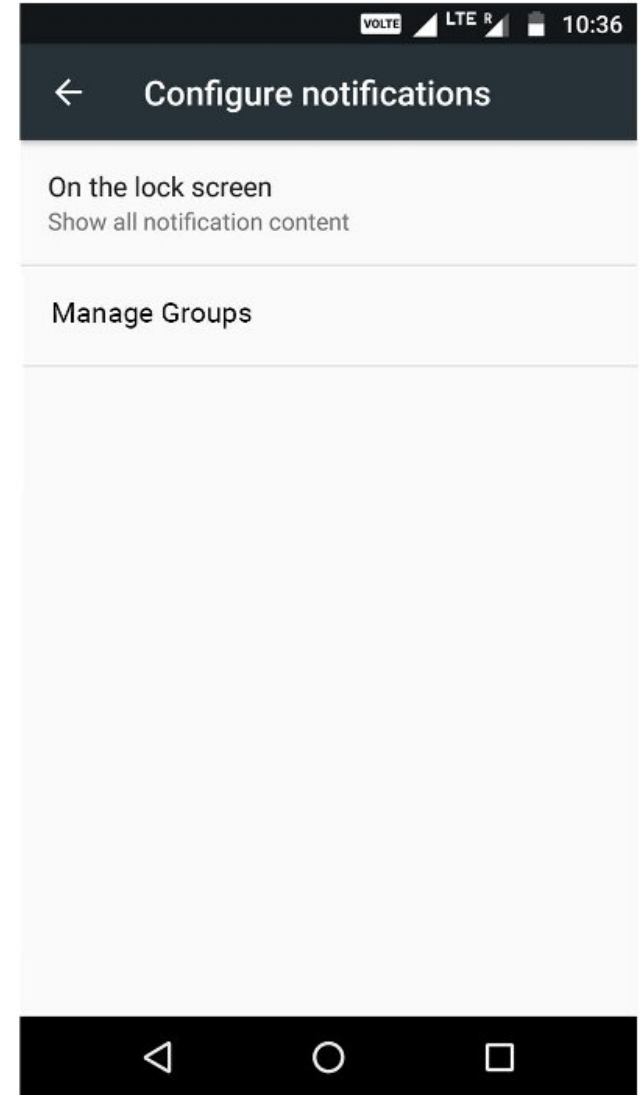 VOLTE LTE R 10:36
Configure notifications
On the lock screen
Show all notification content
Manage Groups